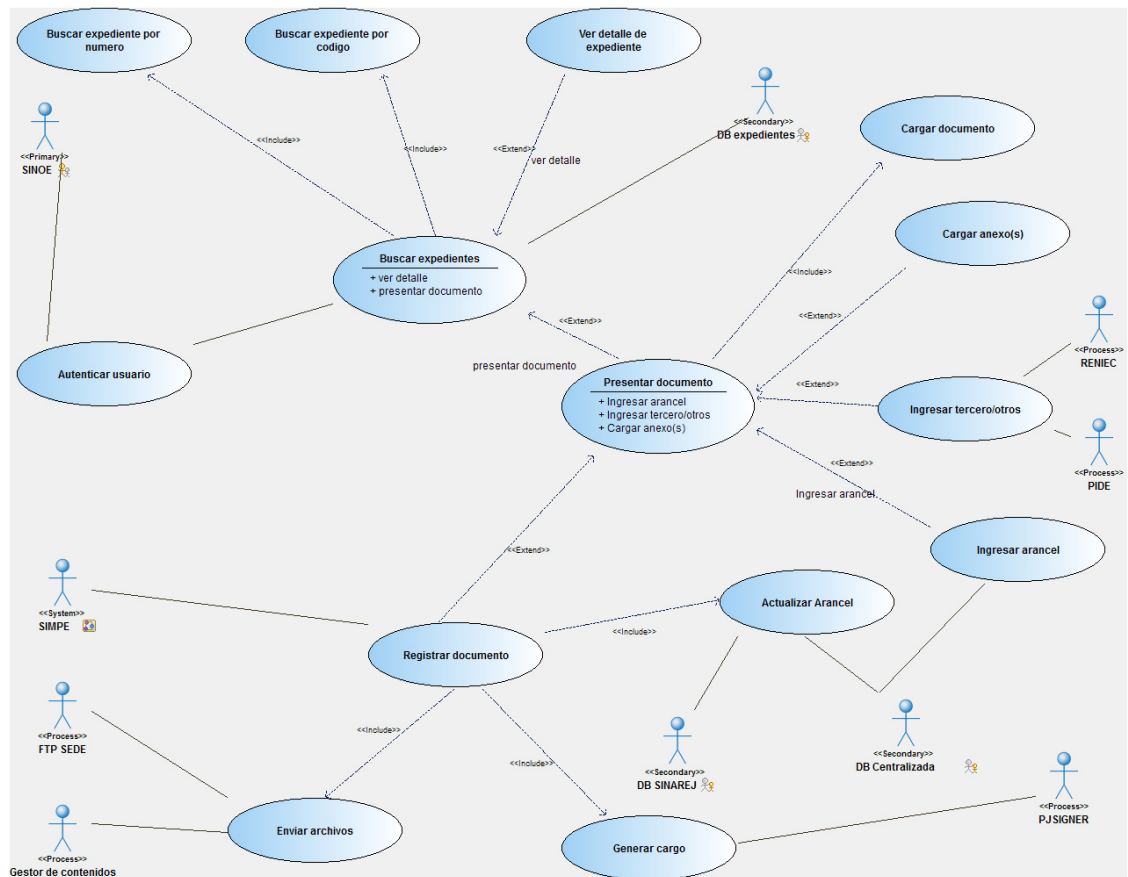 Buscar expediente por
numero
Buscar expediente por
codigo
Ver detalle de
expediente
<<Primary>>
SINOE
<<Include>>
<<Include>>
<<Extend>>
ver detalle
<<Secondary>>
DB expedientes
Cargar documento
Cargar anexo(s)
Buscar expedientes
+ ver detalle
+ presentar documento
<<Include>>
<<Extend>>
<<Extend>>
presentar documento
Autenticar usuario
Presentar documento
+ Ingresar arancel
+ Ingresar tercero/otros
+ Cargar anexo(s)
<<Extend>>
Ingresar tercero/otros
<<Process>>
RENIEC
<<Process>>
PIDE
<<Extend>>
Ingresar arancel
Ingresar arancel
<<Extend>>
<<System>>
SIMPE
Registrar documento
<<Include>>
Actualizar Arancel
<<Process>>
FTP SEDE
<<Include>>
<<Include>>
<<Secondary>>
DB SINAREJ
<<Secondary>>
DB Centralizada
<<Process>>
PJSIGNER
<<Process>>
Gestor de contenidos
Enviar archivos
Generar cargo